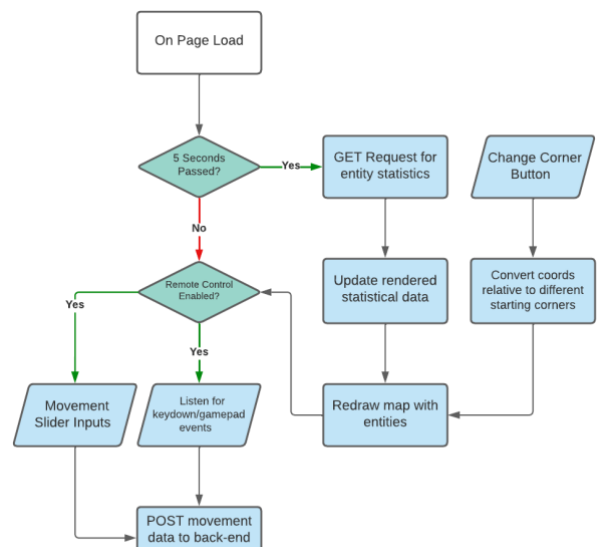 On Page Load
5 Seconds
Passed?
Yes
GET Request for
entity statistics
Change Corner
Button
No
Remote Control
Enabled?
Update rendered
statistical data
Convert coords
relative to different
starting corners
Yes
Yes
Movement
Slider Inputs
Listen for
keydown/gamepad
events
Redraw map with
entities
POST movement
data to back-end